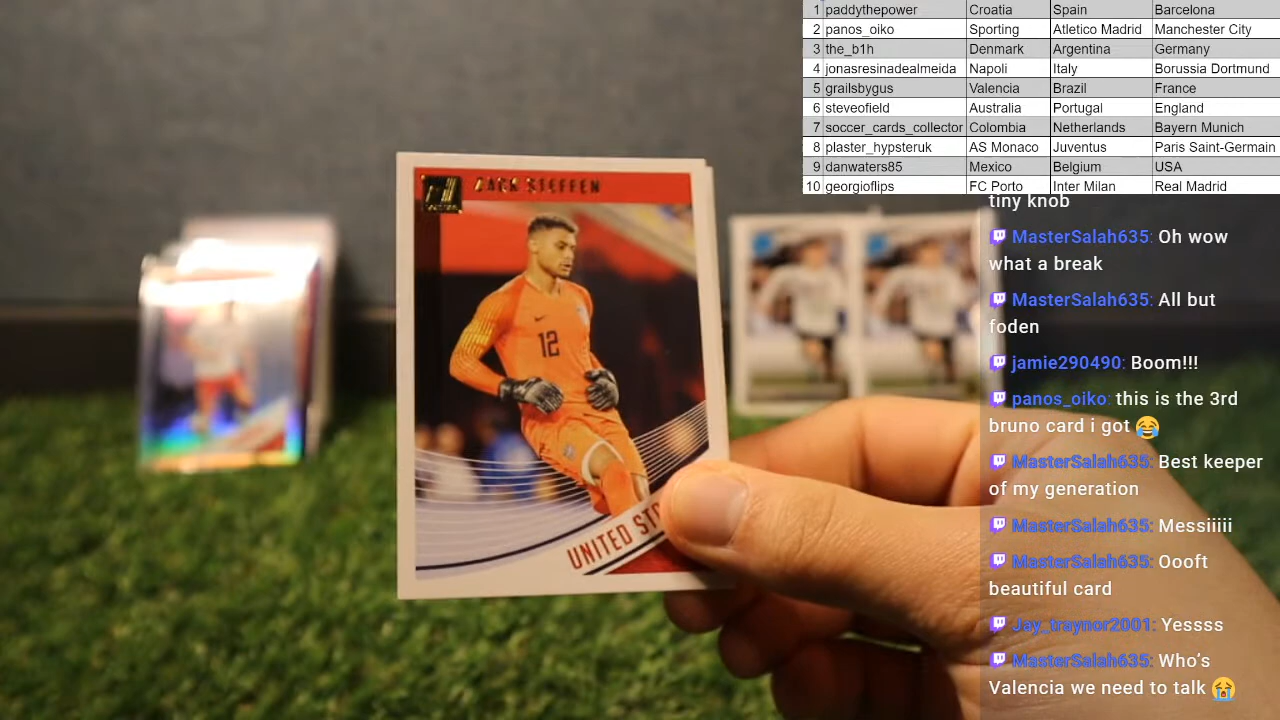 1 paddythepower Croatia Spain Barcelona
2 panos_oiko Sporting Atletico Madrid Manchester City
3 the_b1h Denmark Argentina Germany
4 jonasresinadealmeida Napoli Italy Borussia Dortmund
5 grailsbygus Valencia Brazil France
6 steveofield Australia Portugal England
7 soccer_cards_collector Colombia Netherlands Bayern Munich
8 plaster_hypsteruk AS Monaco Juventus Paris Saint-Germain
9 danwaters85 Mexico Belgium USA
10 georgioflips FC Porto Inter Milan Real Madrid
ZACK STEFFEN
12
UNITED
tiny knob
MasterSalah635: Oh wow
what a break
MasterSalah635: All but
foden
jamie290490: Boom!!!
panos_oiko: this is the 3rd
bruno card i got 😂
MasterSalah635: Best keeper
of my generation
MasterSalah635: Messiiiii
MasterSalah635: Oooft
beautiful card
Jay_traynor2001: Yessss
MasterSalah635: Who's
Valencia we need to talk 😭